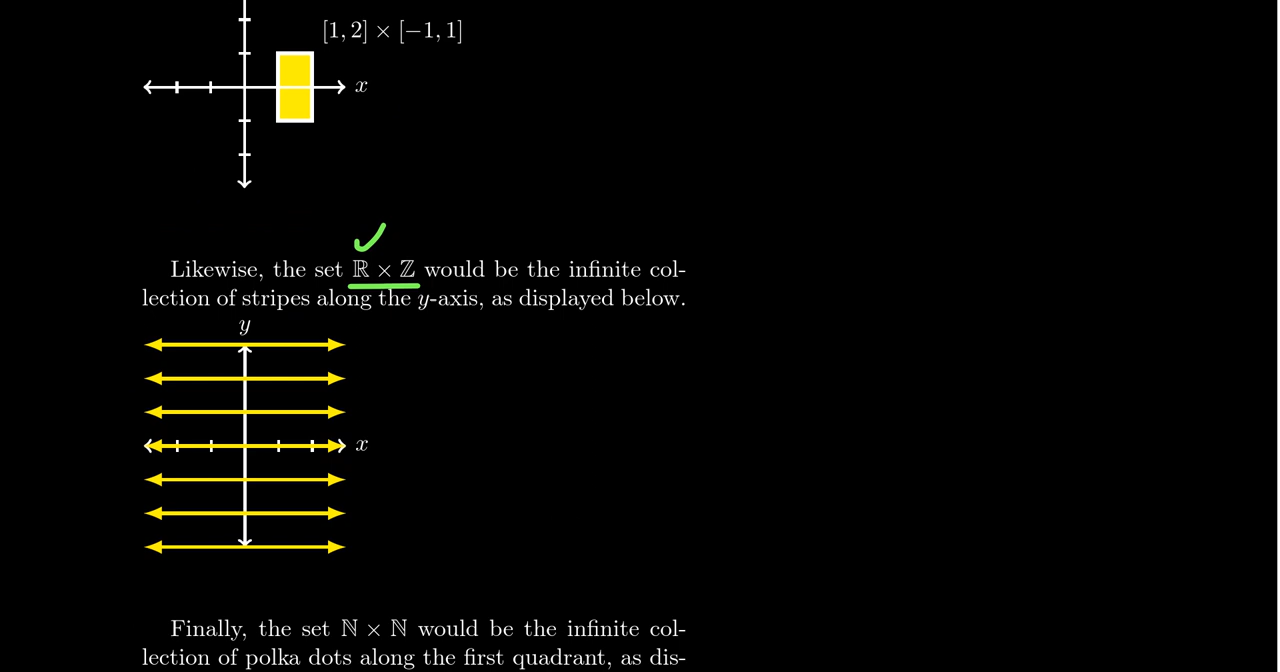 [1, 2] × [−1, 1]
x
Likewise, the set ℝ × ℤ would be the infinite col-
lection of stripes along the y-axis, as displayed below.
y
x
Finally, the set ℕ × ℕ would be the infinite col-
lection of polka dots along the first quadrant, as dis-